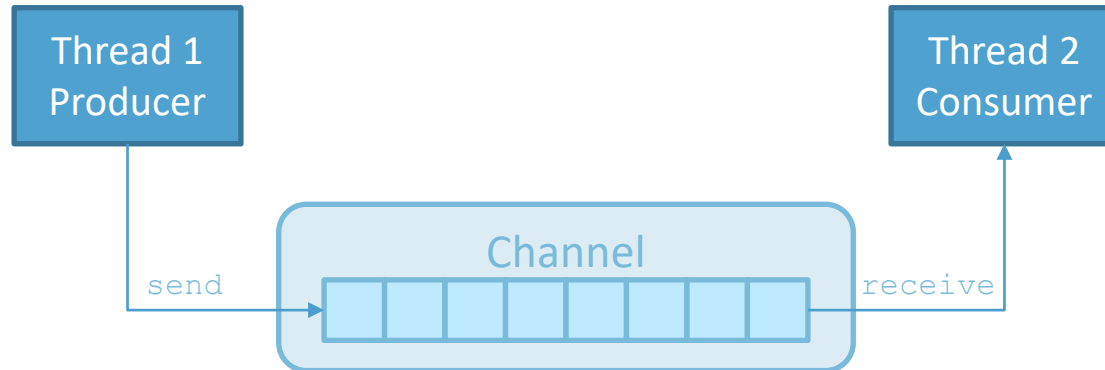 Thread 1
Producer
Thread 2
Consumer
Channel
send
receive